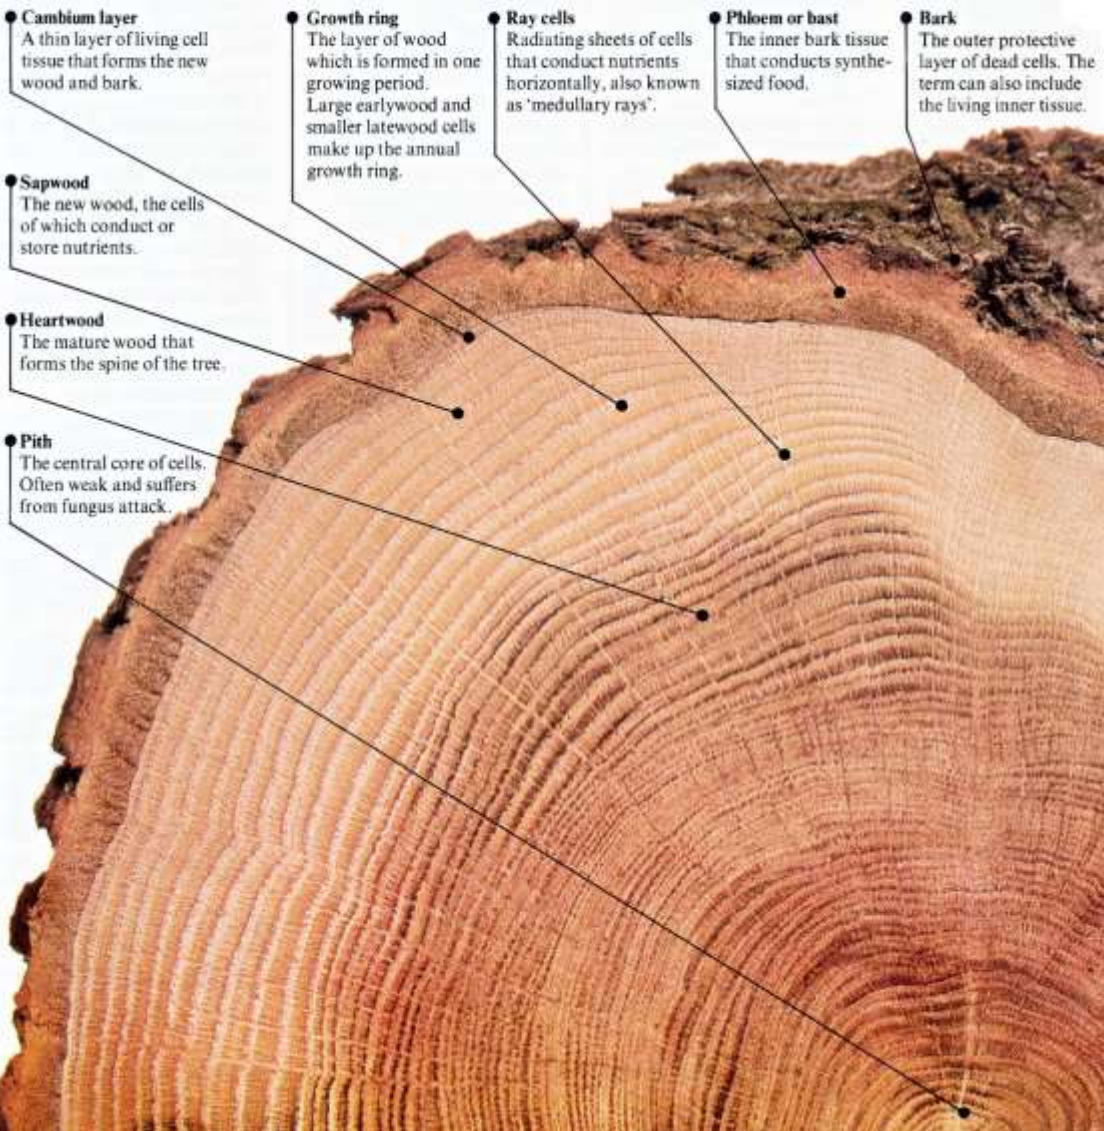 Cambium layer
A thin layer of living cell
tissue that forms the new
wood and bark.
Growth ring
The layer of wood
which is formed in one
growing period.
Large earlywood and
smaller latewood cells
make up the annual
growth ring.
Ray cells
Radiating sheets of cells
that conduct nutrients
horizontally, also known
as 'medullary rays'.
Phloem or bast
The inner bark tissue
that conducts synthe-
sized food.
Bark
The outer protective
layer of dead cells. The
term can also include
the living inner tissue.
Sapwood
The new wood, the cells
of which conduct or
store nutrients.
Heartwood
The mature wood that
forms the spine of the tree.
Pith
The central core of cells.
Often weak and suffers
from fungus attack.